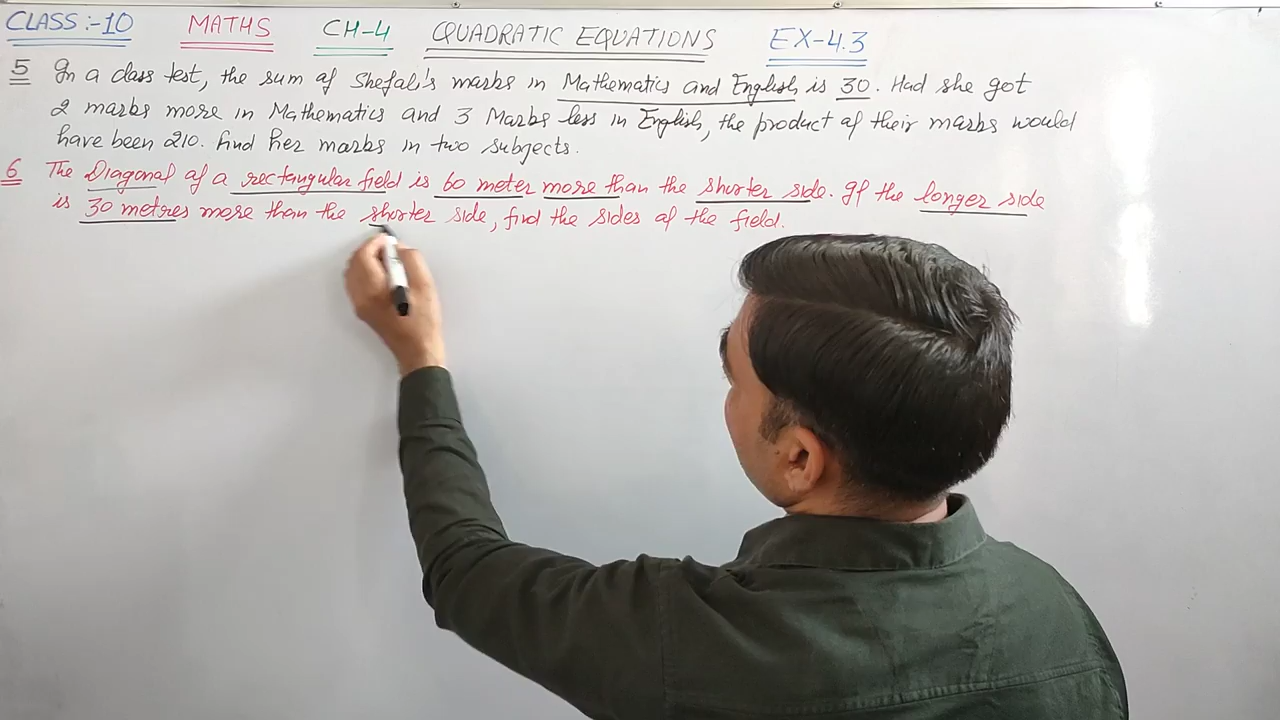 CLASS:-10 MATHS CH-4 QUADRATIC EQUATIONS EX-4.3
5 In a class test, the sum of Shefali's marks in Mathematics and English is 30. Had she got
2 marks more in Mathematics and 3 Marks less in English, the product of their marks would
have been 210. find her marks in two subjects.
6 The Diagonal of a rectangular field is 60 meter more than the shorter side. If the longer side
is 30 metres more than the shorter side, find the sides of the field.